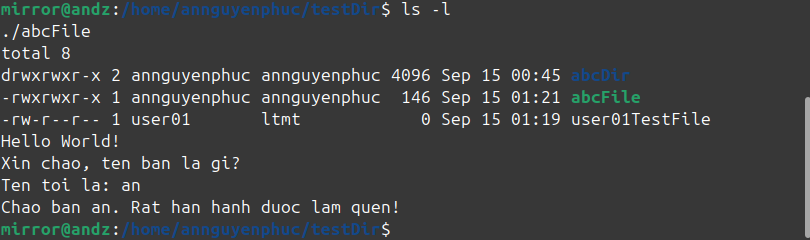 mirror@andz:/home/annguyenphuc/testDir$ ls -l
./abcFile
total 8
drwxrwxr-x 2 annguyenphuc annguyenphuc 4096 Sep 15 00:45 abcDir
-rwxrwxr-x 1 annguyenphuc annguyenphuc  146 Sep 15 01:21 abcFile
-rw-r--r-- 1 user01       ltmt            0 Sep 15 01:19 user01TestFile
Hello World!
Xin chao, ten ban la gi?
Ten toi la: an
Chao ban an. Rat han hanh duoc lam quen!
mirror@andz:/home/annguyenphuc/testDir$